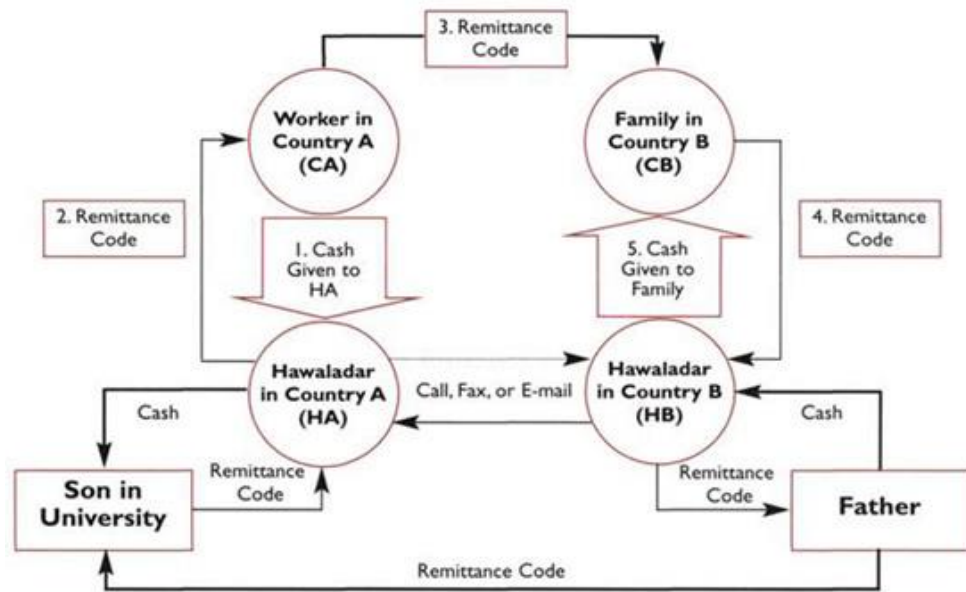 3. Remittance
Code
Worker in
Country A
(CA)
Family in
Country B
(CB)
2. Remittance
Code
1. Cash
Given to
HA
5. Cash
Given to
Family
4. Remittance
Code
Hawaladar
in Country A
(HA)
Call, Fax, or E-mail
Hawaladar
in Country B
(HB)
Cash
Cash
Remittance
Code
Remittance
Code
Son in
University
Father
Remittance Code